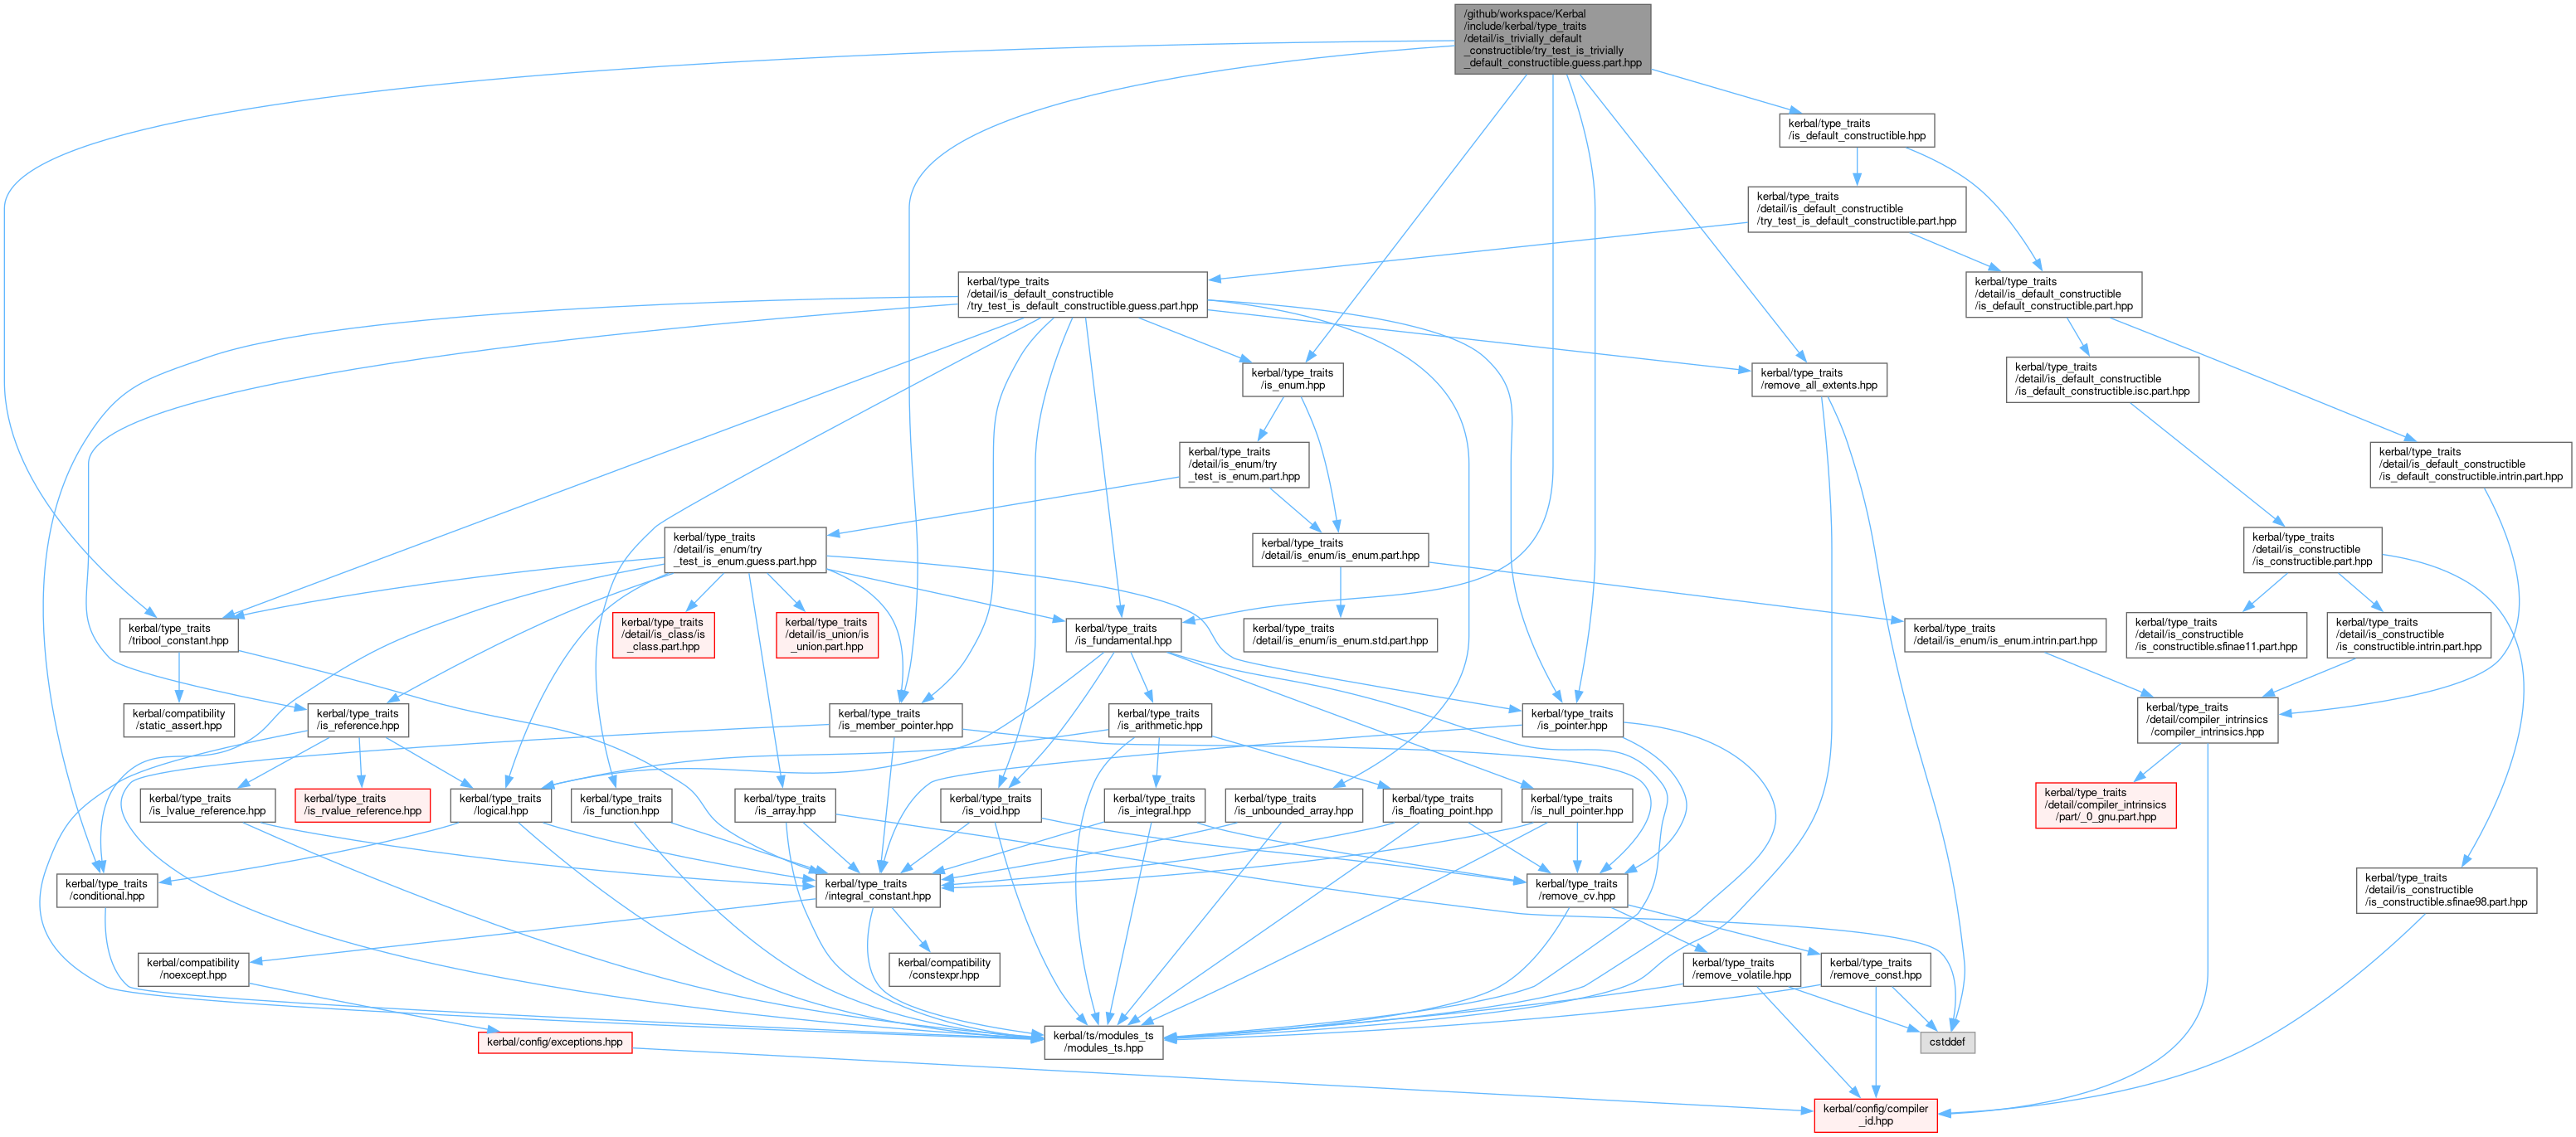 /github/workspace/Kerbal
/include/kerbal/type_traits
/detail/is_trivially_default
_constructible/try_test_is_trivially
_default_constructible.guess.part.hpp
kerbal/type_traits
/is_default_constructible.hpp
kerbal/type_traits
/detail/is_default_constructible
/try_test_is_default_constructible.part.hpp
kerbal/type_traits
/detail/is_default_constructible
/try_test_is_default_constructible.guess.part.hpp
kerbal/type_traits
/detail/is_default_constructible
/is_default_constructible.part.hpp
kerbal/type_traits
/is_enum.hpp
kerbal/type_traits
/remove_all_extents.hpp
kerbal/type_traits
/detail/is_default_constructible
/is_default_constructible.isc.part.hpp
kerbal/type_traits
/detail/is_enum/try
_test_is_enum.part.hpp
kerbal/type_traits
/detail/is_default_constructible
/is_default_constructible.intrin.part.hpp
kerbal/type_traits
/detail/is_enum/try
_test_is_enum.guess.part.hpp
kerbal/type_traits
/detail/is_enum/is_enum.part.hpp
kerbal/type_traits
/detail/is_constructible
/is_constructible.part.hpp
kerbal/type_traits
/tribool_constant.hpp
kerbal/type_traits
/detail/is_class/is
_class.part.hpp
kerbal/type_traits
/detail/is_union/is
_union.part.hpp
kerbal/type_traits
/is_fundamental.hpp
kerbal/type_traits
/detail/is_enum/is_enum.std.part.hpp
kerbal/type_traits
/detail/is_enum/is_enum.intrin.part.hpp
kerbal/type_traits
/detail/is_constructible
/is_constructible.sfinae11.part.hpp
kerbal/type_traits
/detail/is_constructible
/is_constructible.intrin.part.hpp
kerbal/compatibility
/static_assert.hpp
kerbal/type_traits
/is_reference.hpp
kerbal/type_traits
/is_member_pointer.hpp
kerbal/type_traits
/is_arithmetic.hpp
kerbal/type_traits
/is_pointer.hpp
kerbal/type_traits
/detail/compiler_intrinsics
/compiler_intrinsics.hpp
kerbal/type_traits
/is_lvalue_reference.hpp
kerbal/type_traits
/is_rvalue_reference.hpp
kerbal/type_traits
/logical.hpp
kerbal/type_traits
/is_function.hpp
kerbal/type_traits
/is_array.hpp
kerbal/type_traits
/is_void.hpp
kerbal/type_traits
/is_integral.hpp
kerbal/type_traits
/is_unbounded_array.hpp
kerbal/type_traits
/is_floating_point.hpp
kerbal/type_traits
/is_null_pointer.hpp
kerbal/type_traits
/detail/compiler_intrinsics
/part/_0_gnu.part.hpp
kerbal/type_traits
/conditional.hpp
kerbal/type_traits
/integral_constant.hpp
kerbal/type_traits
/remove_cv.hpp
kerbal/type_traits
/detail/is_constructible
/is_constructible.sfinae98.part.hpp
kerbal/compatibility
/noexcept.hpp
kerbal/compatibility
/constexpr.hpp
kerbal/type_traits
/remove_volatile.hpp
kerbal/type_traits
/remove_const.hpp
kerbal/config/exceptions.hpp
kerbal/ts/modules_ts
/modules_ts.hpp
cstddef
kerbal/config/compiler
_id.hpp